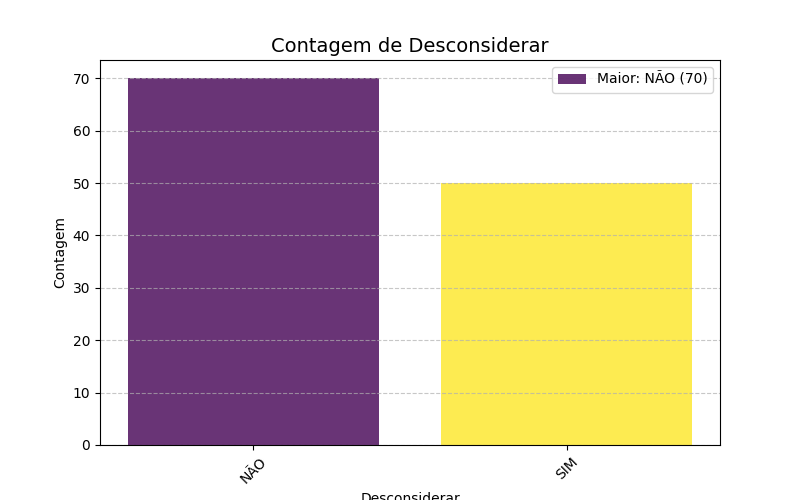 Contagem de Desconsiderar
Maior: NÃO (70)
Contagem
70
60
50
40
30
20
10
0
NÃO
SIM
Desconsiderar